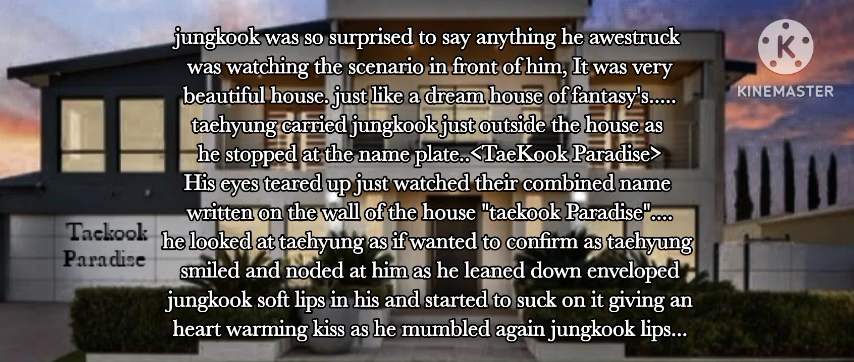 jungkook was so surprised to say anything he awestruck
was watching the scenario in front of him, It was very
beautiful house. just like a dream house of fantasy's.....
taehyung carried jungkook just outside the house as
he stopped at the name plate..<TaeKook Paradise>
His eyes teared up just watched their combined name
written on the wall of the house "taekook Paradise"....
he looked at taehyung as if wanted to confirm as taehyung
smiled and noded at him as he leaned down enveloped
jungkook soft lips in his and started to suck on it giving an
heart warming kiss as he mumbled again jungkook lips...
K
KINEMASTER
Taekook
Paradise